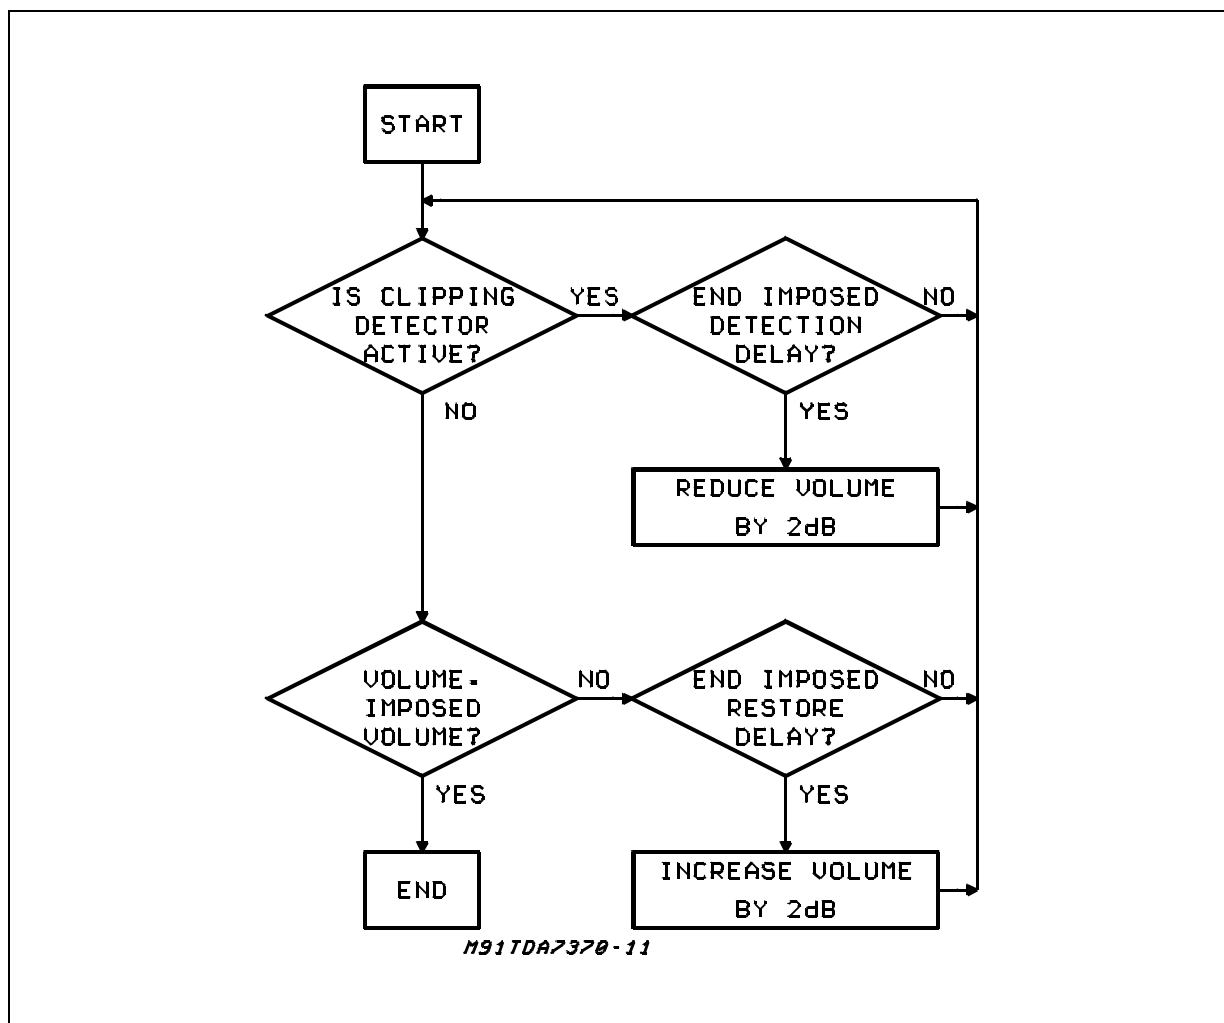 START
IS CLIPPING
DETECTOR
ACTIVE?
YES
NO
END IMPOSED
DETECTION
DELAY?
NO
YES
REDUCE VOLUME
BY 2dB
VOLUME=
IMPOSED
VOLUME?
NO
YES
END IMPOSED
RESTORE
DELAY?
NO
YES
END
INCREASE VOLUME
BY 2dB
M91TDA7370-11